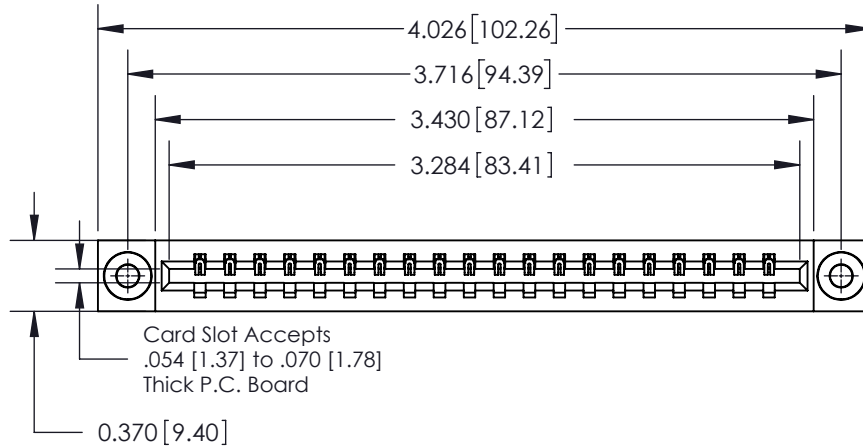 4.026 [102.26]
3.716 [94.39]
3.430 [87.12]
3.284 [83.41]
Card Slot Accepts
.054 [1.37] to .070 [1.78]
Thick P.C. Board
0.370 [9.40]